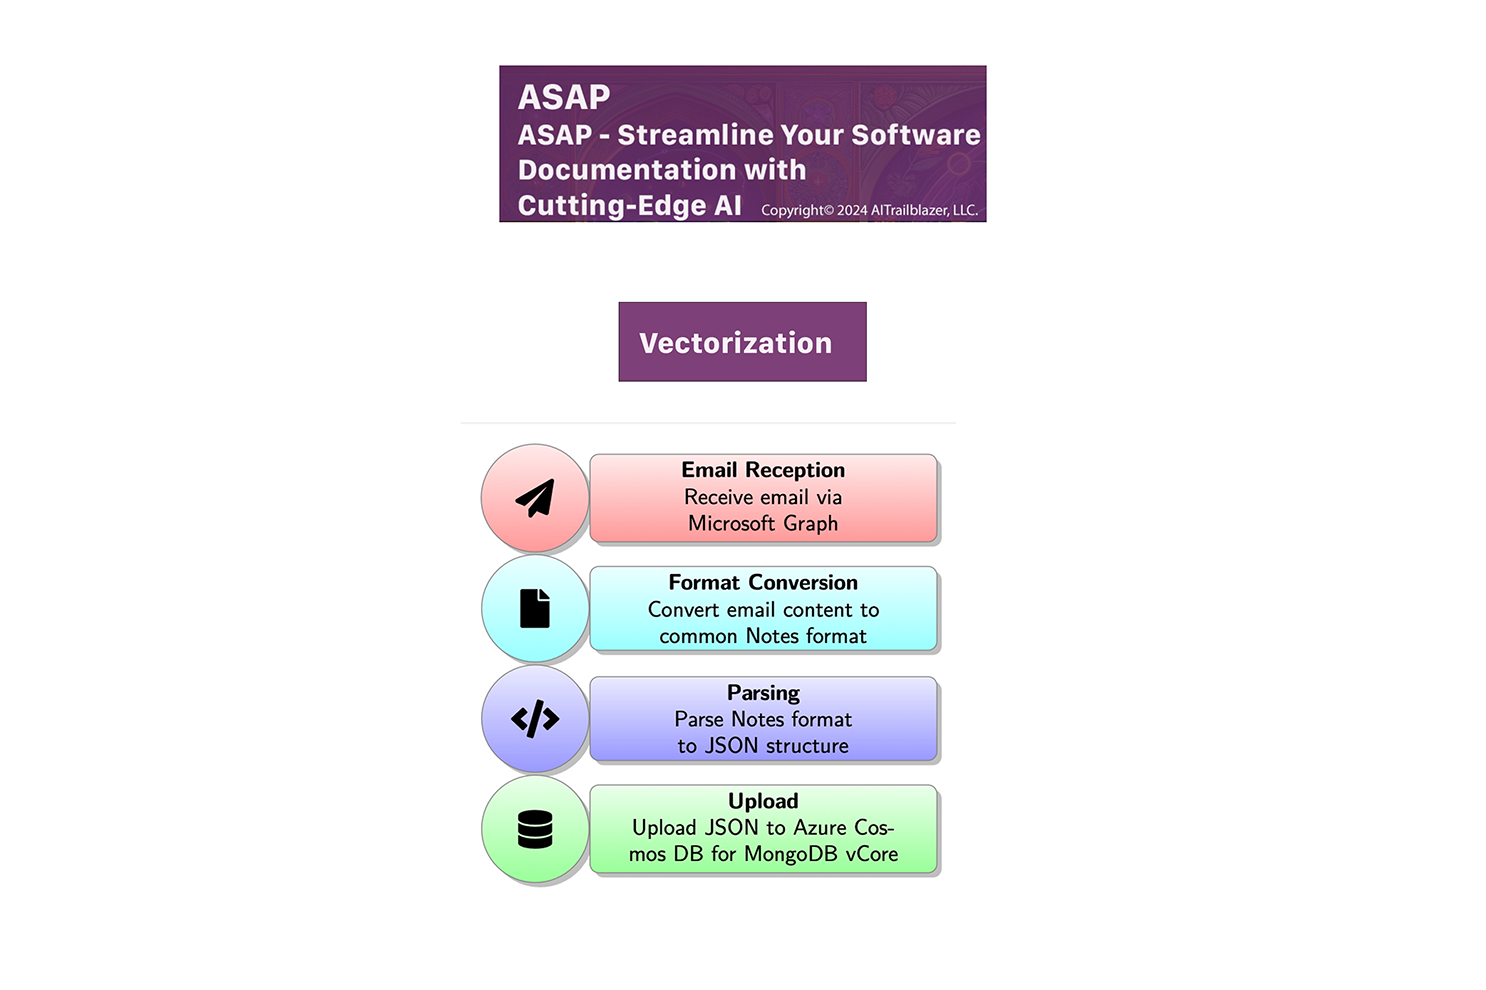 ASAP
ASAP - Streamline Your Software
Documentation with
Cutting-Edge AI
Copyright© 2024 AITrailblazer, LLC.
Vectorization
Email Reception
Receive email via
Microsoft Graph
Format Conversion
Convert email content to
common Notes format
Parsing
Parse Notes format
to JSON structure
Upload
Upload JSON to Azure Cos-
mos DB for MongoDB vCore